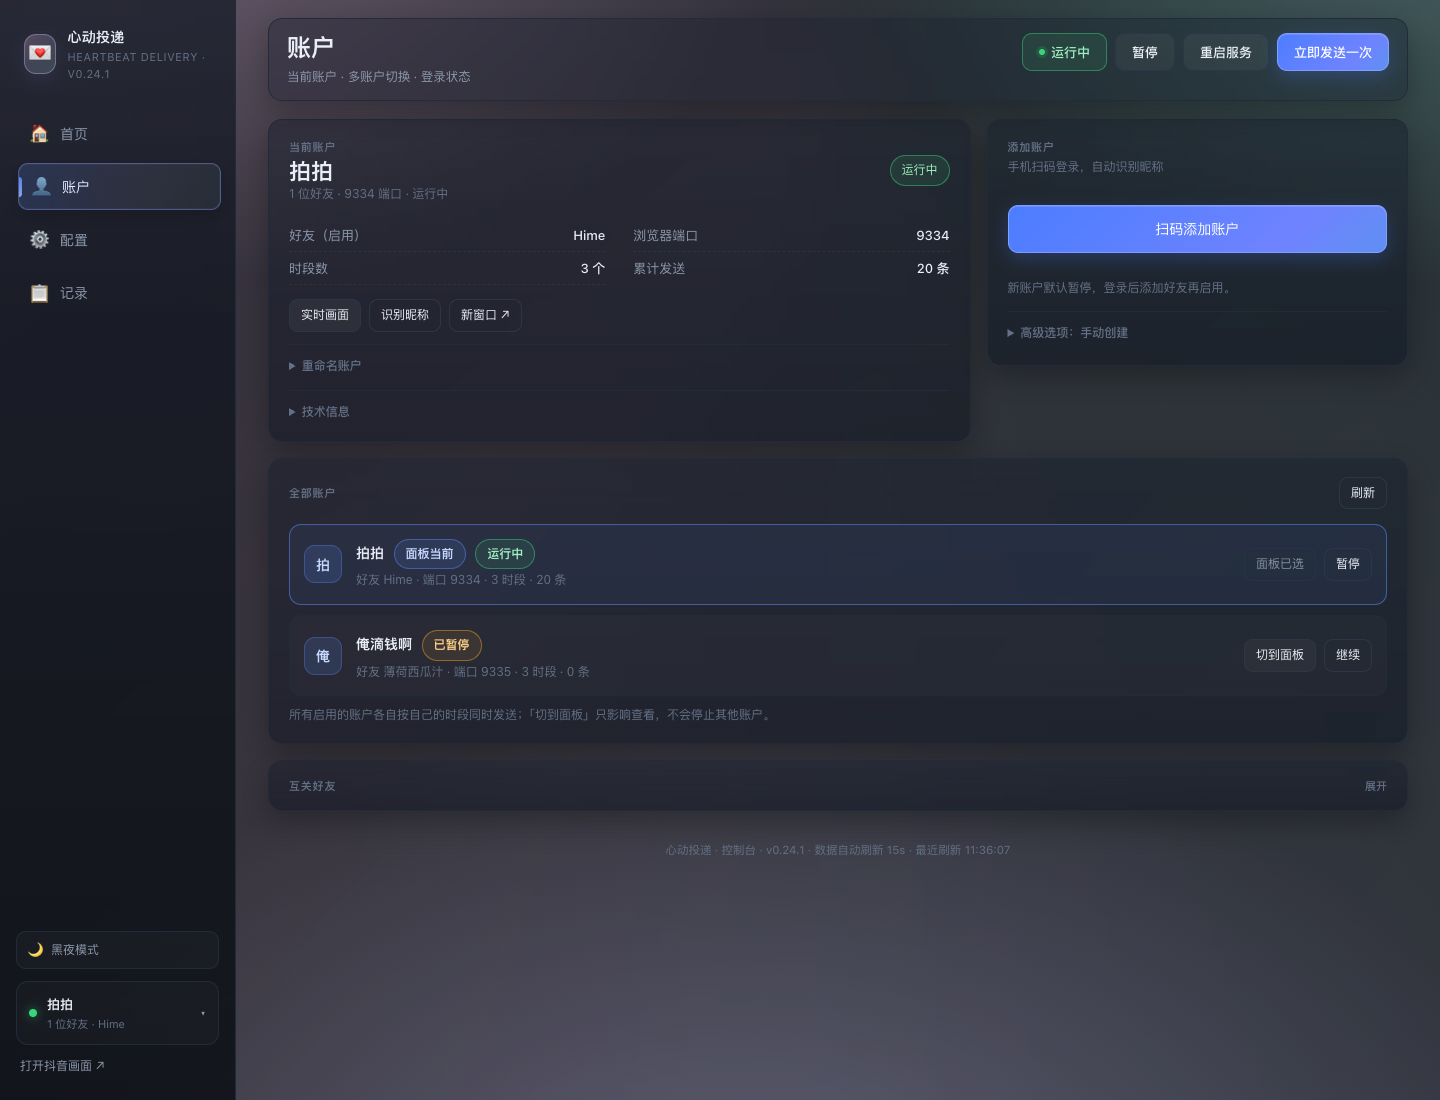 心动投递
HEARTBEAT DELIVERY ·
V0.24.1
首页
账户
配置
记录
黑夜模式
拍拍
1 位好友 · Hime
打开抖音画面 ↗
账户
当前账户 · 多账户切换 · 登录状态
运行中
暂停
重启服务
立即发送一次
当前账户
拍拍
1 位好友 · 9334 端口 · 运行中
运行中
好友（启用）
Hime
浏览器端口
9334
时段数
3 个
累计发送
20 条
实时画面
识别昵称
新窗口 ↗
重命名账户
技术信息
添加账户
手机扫码登录，自动识别昵称
扫码添加账户
新账户默认暂停，登录后添加好友再启用。
高级选项：手动创建
全部账户
刷新
拍
拍拍
面板当前
运行中
好友 Hime · 端口 9334 · 3 时段 · 20 条
面板已选
暂停
俺
俺滴钱啊
已暂停
好友 薄荷西瓜汁 · 端口 9335 · 3 时段 · 0 条
切到面板
继续
所有启用的账户各自按自己的时段同时发送；「切到面板」只影响查看，不会停止其他账户。
互关好友
展开
心动投递 · 控制台 · v0.24.1 · 数据自动刷新 15s · 最近刷新 11:36:07